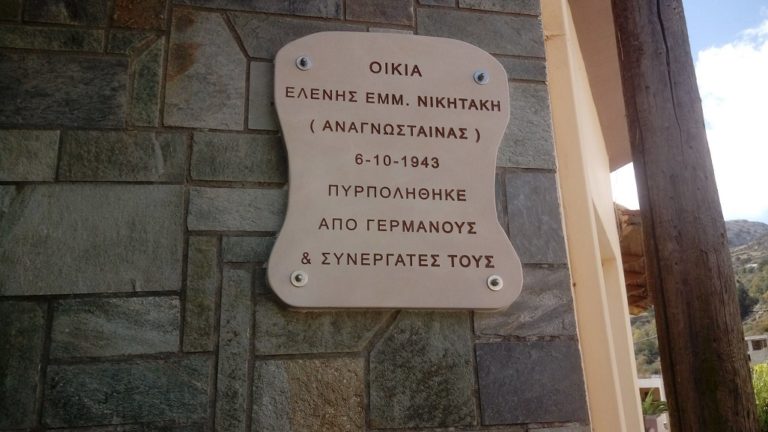 ΟΙΚΙΑ
ΕΛΕΝΗΣ ΕΜΜ. ΝΙΚΗΤΑΚΗ
( ΑΝΑΓΝΩΣΤΑΙΝΑΣ )
6-10-1943
ΠΥΡΠΟΛΗΘΗΚΕ
ΑΠΟ ΓΕΡΜΑΝΟΥΣ
& ΣΥΝΕΡΓΑΤΕΣ ΤΟΥΣ